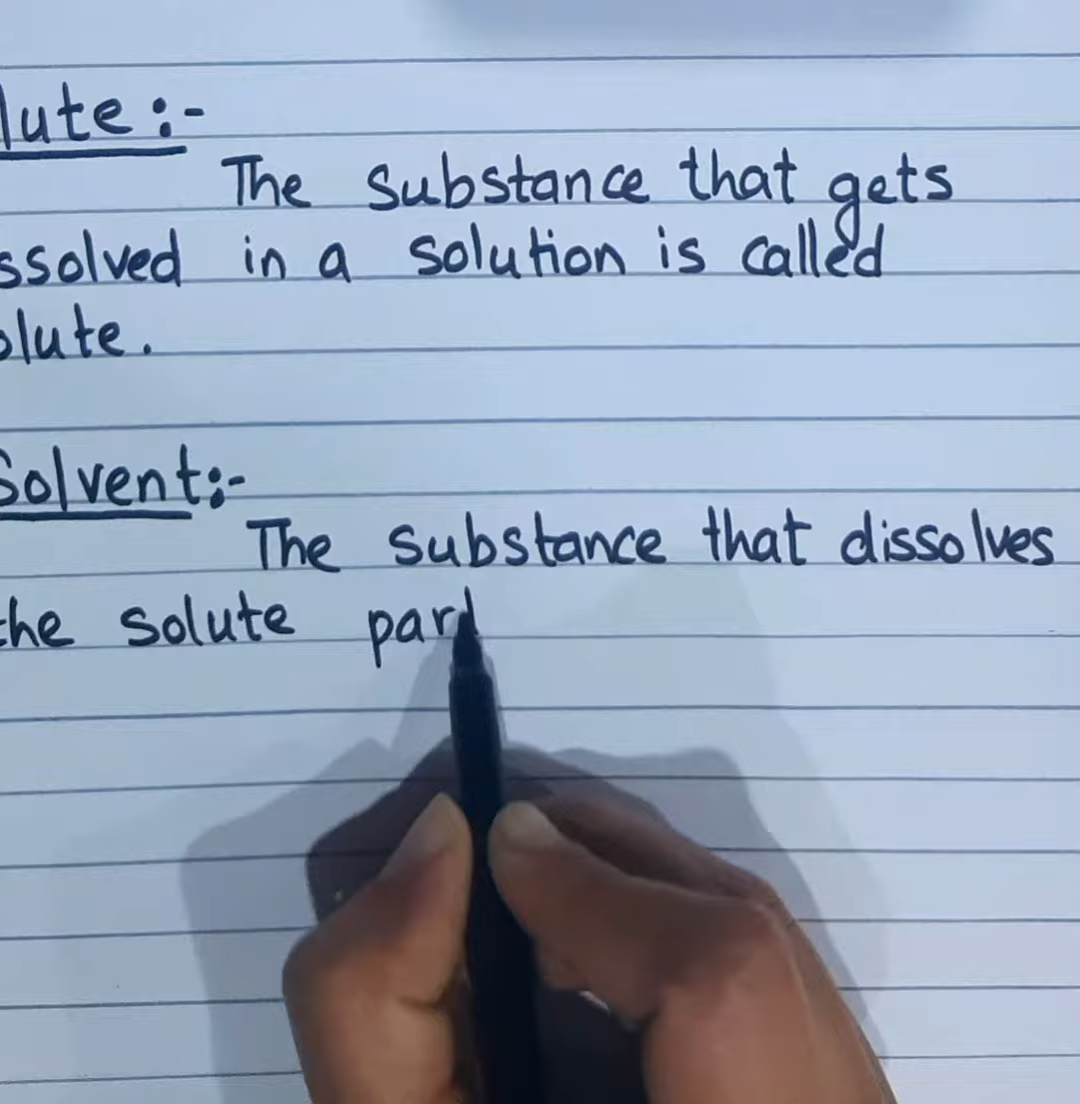 lute :-
The substance that gets
ssolved in a solution is called
olute.
Solvent:-
The substance that dissolves
the solute par